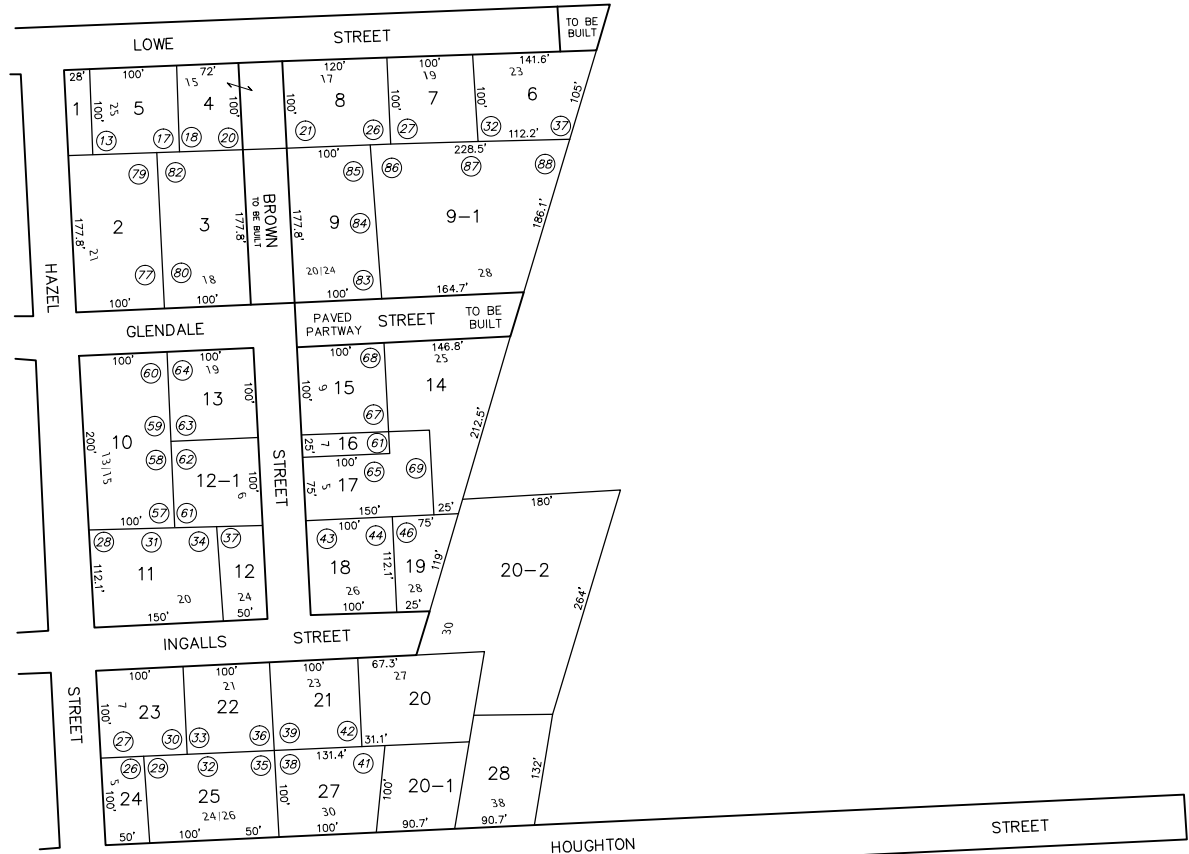 LOWE STREET TO BE
BUILT
28' 100' 72' 120' 100' 141.6'
15 17 19 23
1 100' 25 5 4 100' 100' 8 100' 7 100' 6 105'
13 17 18 20 21 26 27 32 112.2' 37
100' 228.5'
79 82 85 86 87 88
177.8' 2 21 3 177.8' BROWN
TO BE BUILT
177.8' 9 84 9-1 186.1'
77 80 18 20/24 83 28
100' 100' 100' 164.7'
HAZEL
GLENDALE PAVED
PARTWAY STREET TO BE
BUILT
100' 100' 100' 68 146.8'
60 64 19 25
13 100' 100' 9 15 14
59 63 67 212.5'
200' 10 13/15 25' 7 16 61
58 62 100'
12-1 100' 6 STREET 75' 5 17 65 69
57 61 100' 150' 25' 180'
28 31 34 37 43 100' 44 46 75'
112.1' 11 12 18 112.1' 19 119' 20-2
20 24 26 28 264'
150' 50' 100' 25'
30
INGALLS STREET
100' 100' 100' 67.3'
21 23 27
STREET 100' 7 23 22 21 20
27 30 33 36 39 42 31.1'
26 29 32 35 38 131.4' 41
5 100' 24 25 100' 27 100' 20-1 28 132'
24/26 30 38
50' 100' 50' 100' 90.7' 90.7'
HOUGHTON STREET